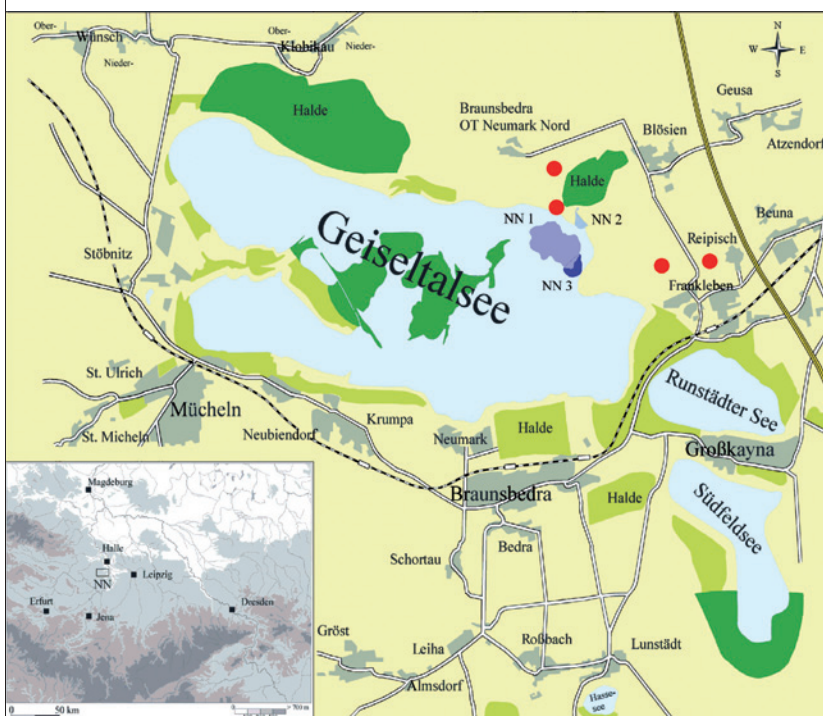 Ober-
Wünsch
Nieder-
Ober-
Nieder-
Klobikau
N
W E
S
Geusa
Halde
Braunsbedra
OT Neumark Nord
Blösien
Atzendorf
Halde
NN 1
NN 2
Beuna
Reipisch
Geiseltalsee
Stöbnitz
NN 3
Frankleben
St. Ulrich
Mücheln
Runstädter See
St. Micheln
Neubiendorf
Krumpa
Neumark
Halde
Großkayna
Braunsbedra
Halde
Südfeldsee
Bedra
Schortau
Gröst
Leiha
Almsdorf
Roßbach
Lunstädt
Hasse-
see
Magdeburg
Halle
NN
Leipzig
Erfurt
Jena
Dresden
0 50 km
0
> 700 m